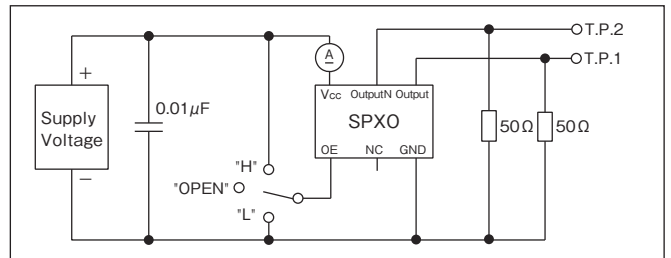 T.P.2
T.P.1
A
+
Supply
Voltage
−
0.01μF
Vcc OutputN Output
SPXO
OE NC GND
50Ω 50Ω
"H"
"OPEN"
"L"